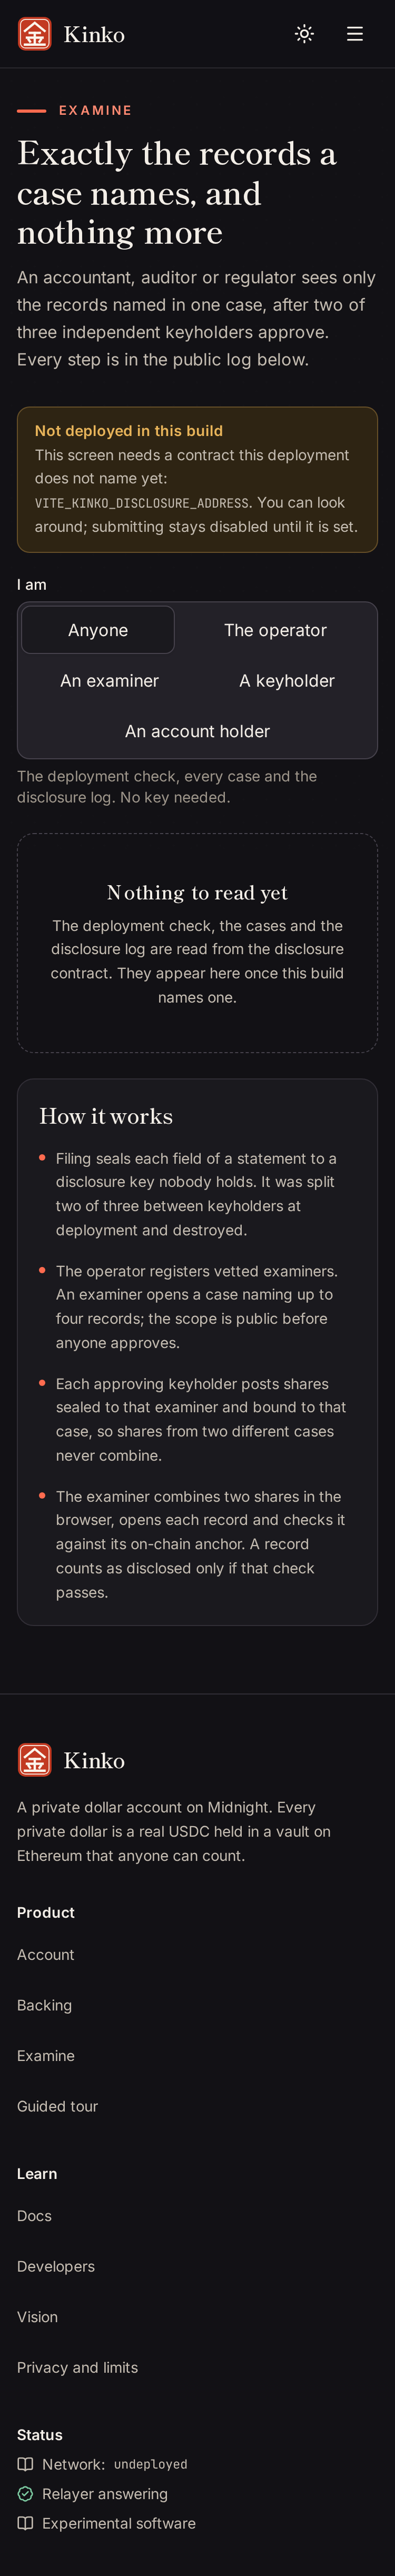 金 Kinko
EXAMINE
Exactly the records a
case names, and
nothing more
An accountant, auditor or regulator sees only
the records named in one case, after two of
three independent keyholders approve.
Every step is in the public log below.
Not deployed in this build
This screen needs a contract this deployment
does not name yet:
VITE_KINKO_DISCLOSURE_ADDRESS. You can look
around; submitting stays disabled until it is set.
I am
Anyone The operator
An examiner A keyholder
An account holder
The deployment check, every case and the
disclosure log. No key needed.
Nothing to read yet
The deployment check, the cases and the
disclosure log are read from the disclosure
contract. They appear here once this build
names one.
How it works
Filing seals each field of a statement to a
disclosure key nobody holds. It was split
two of three between keyholders at
deployment and destroyed.
The operator registers vetted examiners.
An examiner opens a case naming up to
four records; the scope is public before
anyone approves.
Each approving keyholder posts shares
sealed to that examiner and bound to that
case, so shares from two different cases
never combine.
The examiner combines two shares in the
browser, opens each record and checks it
against its on-chain anchor. A record
counts as disclosed only if that check
passes.
金 Kinko
A private dollar account on Midnight. Every
private dollar is a real USDC held in a vault on
Ethereum that anyone can count.
Product
Account
Backing
Examine
Guided tour
Learn
Docs
Developers
Vision
Privacy and limits
Status
Network: undeployed
Relayer answering
Experimental software